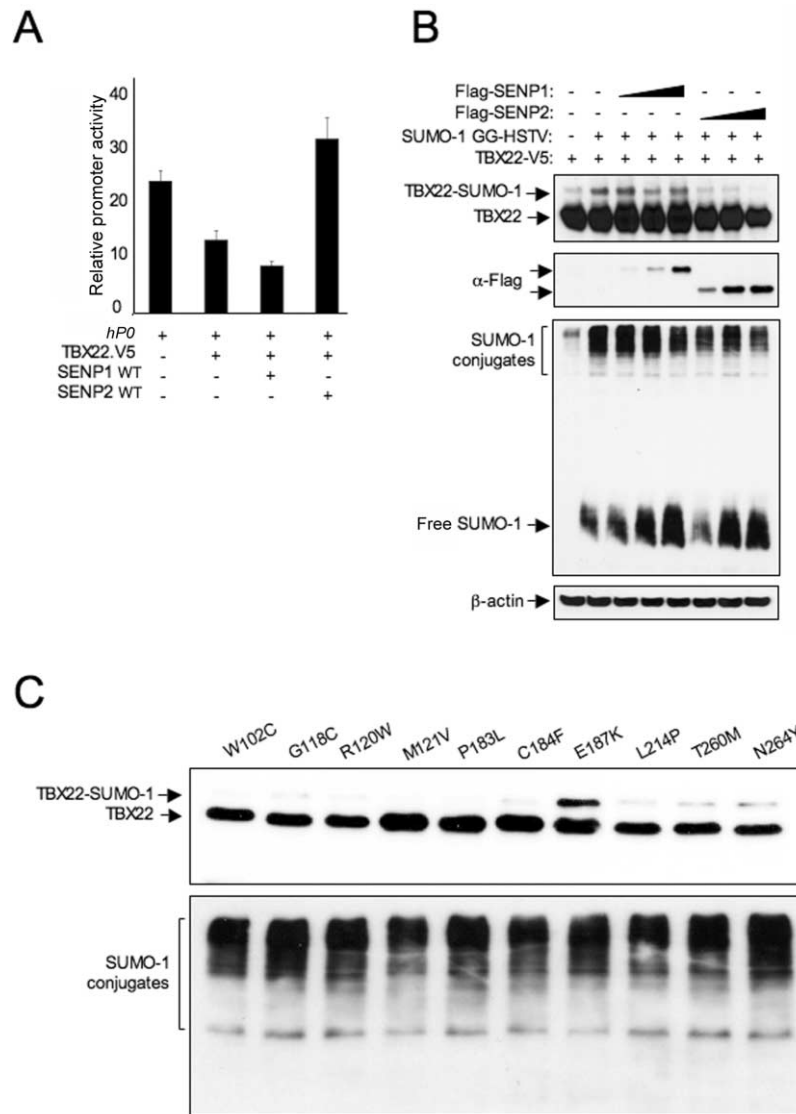 A
Relative promoter activity
40
30
20
10
0
hP0 + + + +
TBX22.V5 - + + +
SENP1 WT - - + -
SENP2 WT - - - +
B
Flag-SENP1: - -
Flag-SENP2: - - - - -
SUMO-1 GG-HSTV: - + + + + + + +
TBX22-V5: + + + + + + + +
TBX22-SUMO-1
TBX22
α-Flag
SUMO-1
conjugates
Free SUMO-1
β-actin
C
W102C G118C R120W M121V P183L C184F E187K L214P T260M N264Y
TBX22-SUMO-1
TBX22
SUMO-1
conjugates